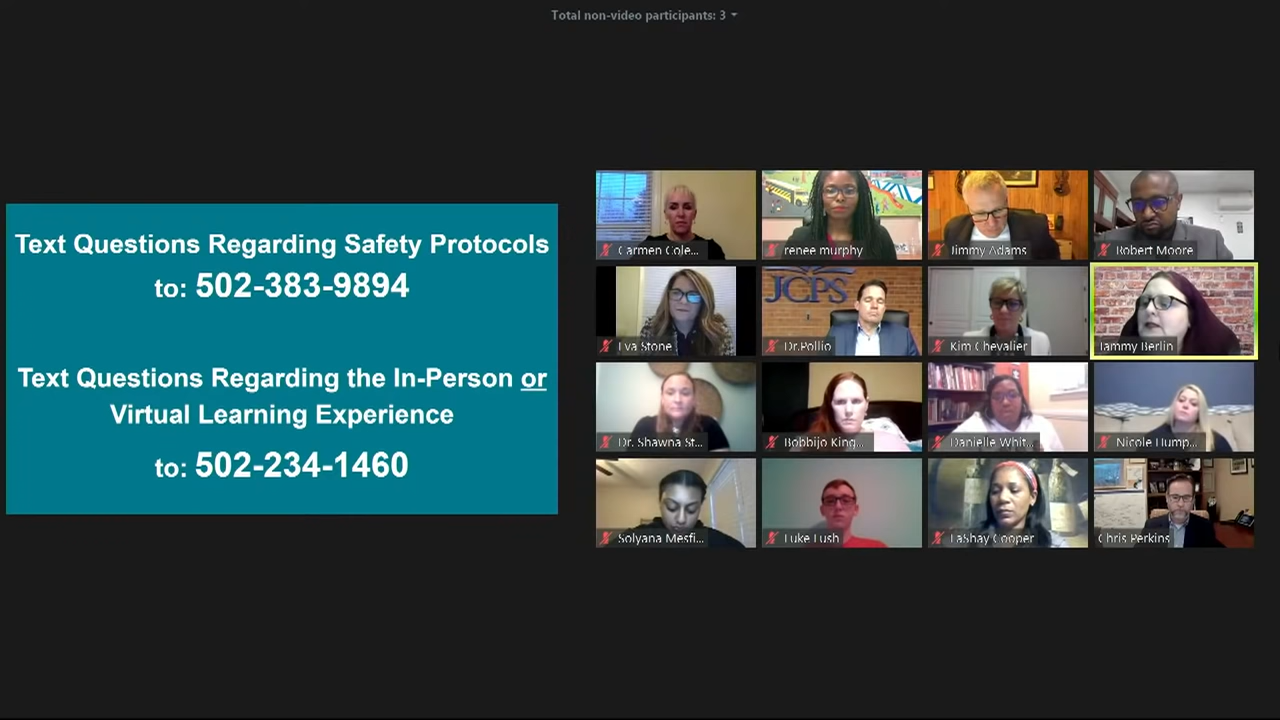 Total non-video participants: 3
Text Questions Regarding Safety Protocols
to: 502-383-9894
Text Questions Regarding the In-Person or
Virtual Learning Experience
to: 502-234-1460
Carmen Cole...
renee murphy
Jimmy Adams
Robert Moore
Eva Stone
JCPS
Dr.Pollio
Kim Chevalier
Tammy Berlin
Dr. Shawna St...
Bobbijo King...
Danielle Whit...
Nicole Hump...
Solyana Mesfi...
Luke Lush
LaShay Cooper
Chris Perkins